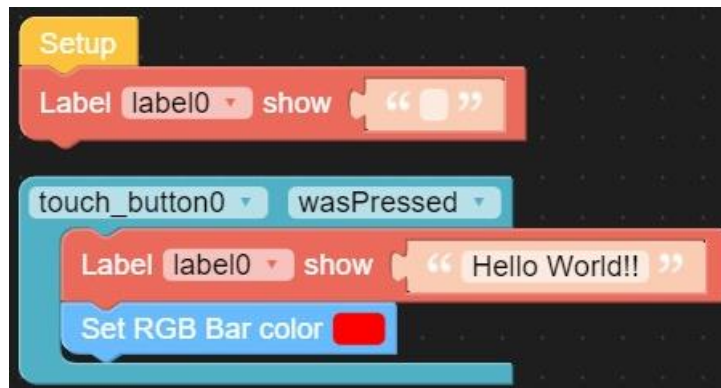 Setup
Label label0 show “ ”
touch_button0 wasPressed
Label label0 show “ Hello World!! ”
Set RGB Bar color